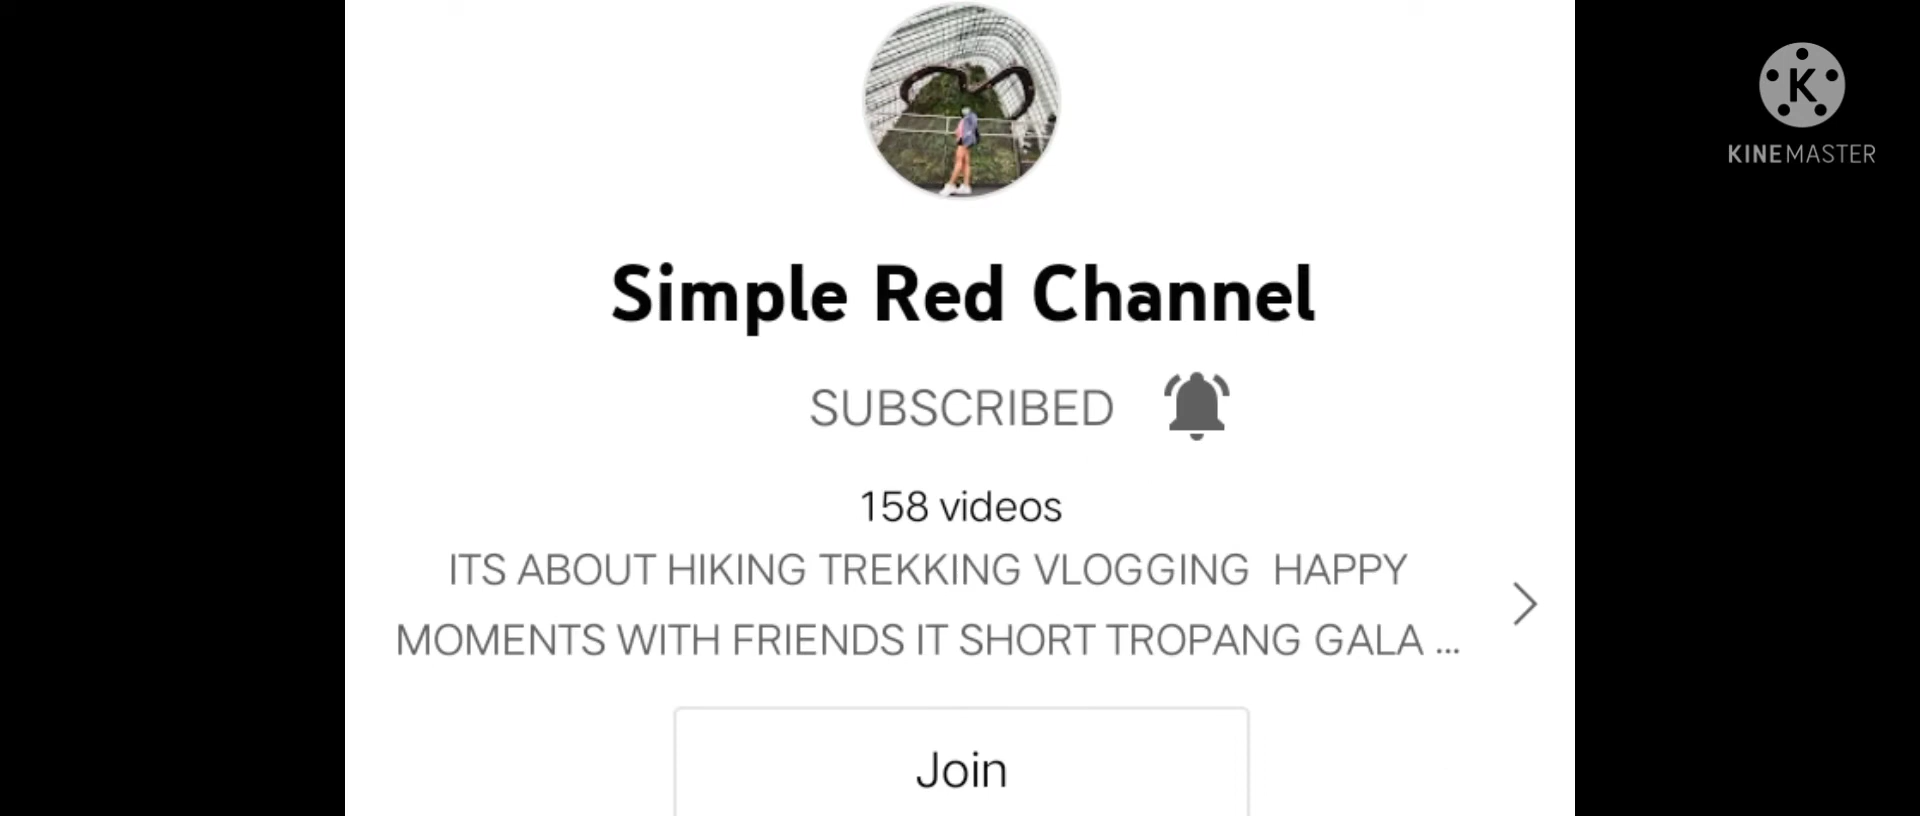 K
KINEMASTER
Simple Red Channel
SUBSCRIBED
158 videos
ITS ABOUT HIKING TREKKING VLOGGING  HAPPY
MOMENTS WITH FRIENDS IT SHORT TROPANG GALA ...
Join